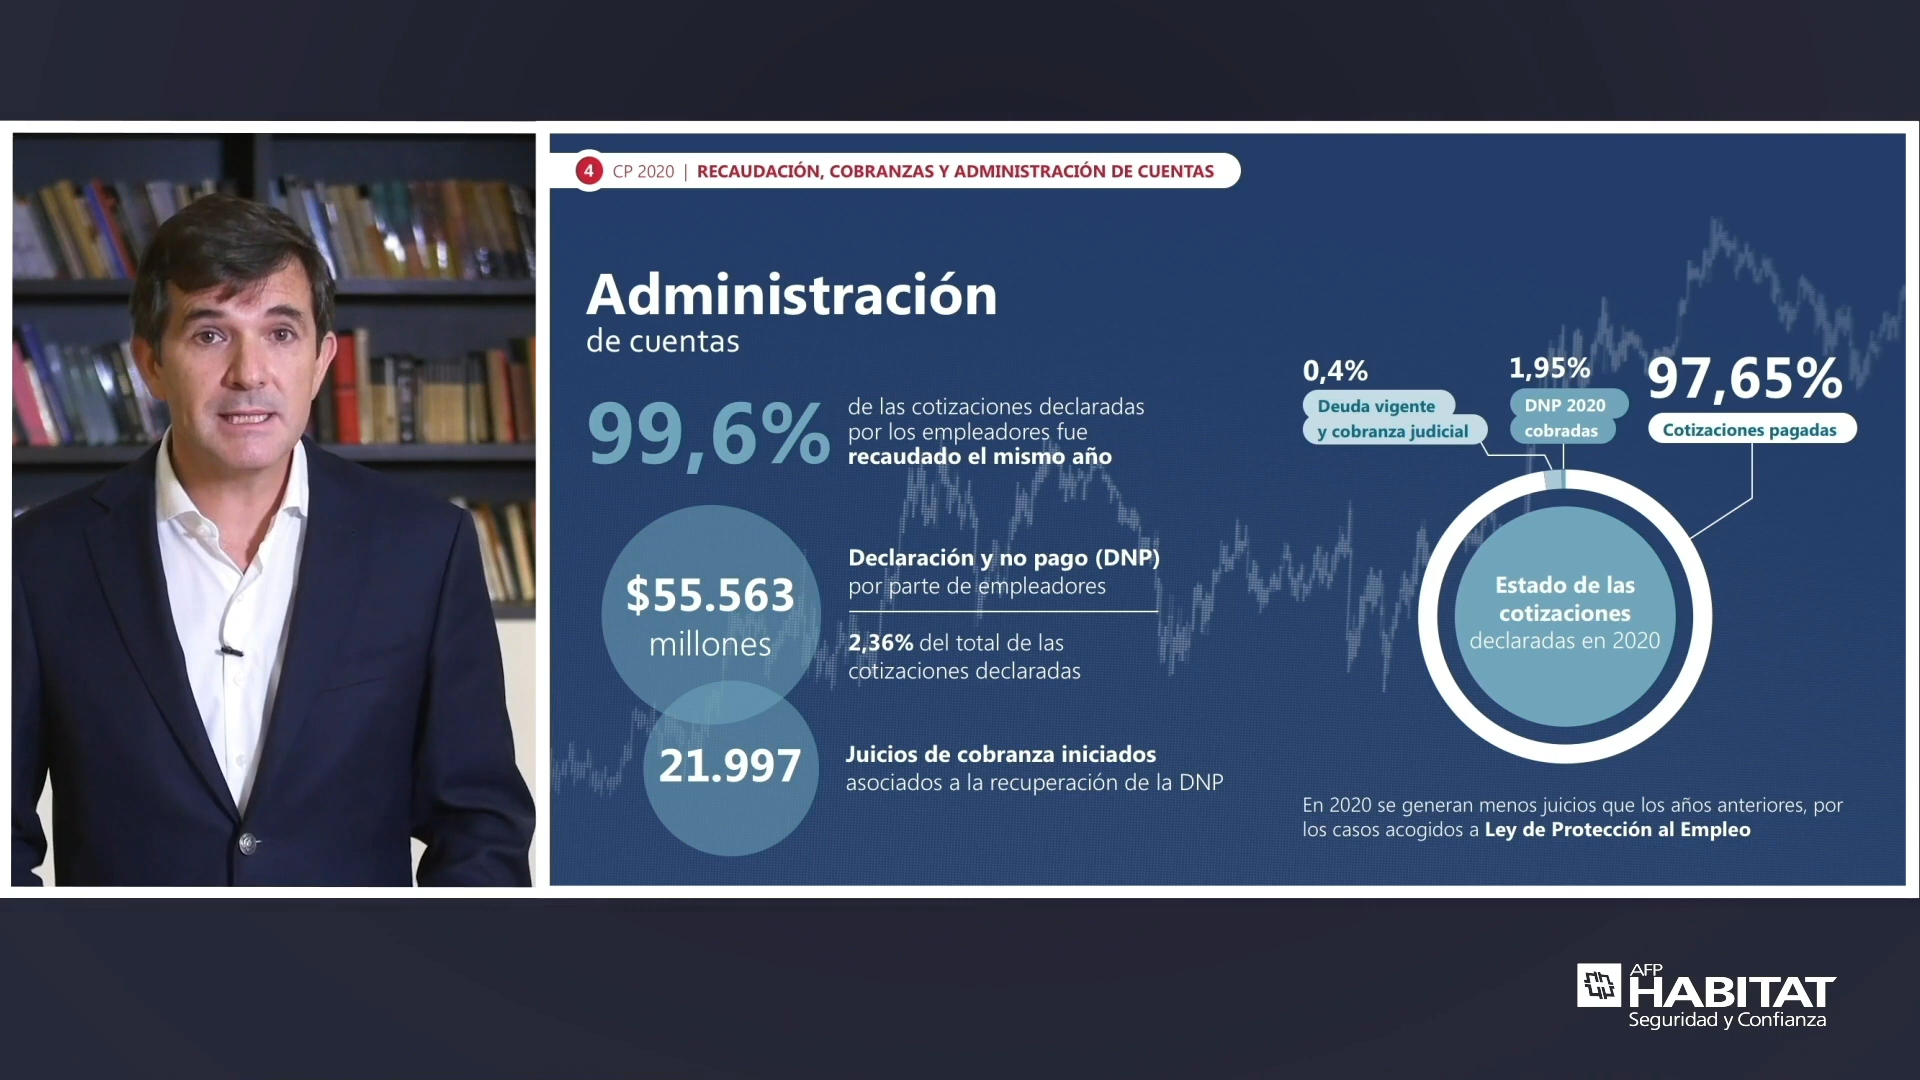 4 CP 2020 | RECAUDACIÓN, COBRANZAS Y ADMINISTRACIÓN DE CUENTAS
Administración
de cuentas
99,6%
de las cotizaciones declaradas
por los empleadores fue
recaudado el mismo año
$55.563
millones
Declaración y no pago (DNP)
por parte de empleadores
2,36% del total de las
cotizaciones declaradas
21.997
Juicios de cobranza iniciados
asociados a la recuperación de la DNP
0,4%
Deuda vigente
y cobranza judicial
1,95%
DNP 2020
cobradas
97,65%
Cotizaciones pagadas
Estado de las
cotizaciones
declaradas en 2020
En 2020 se generan menos juicios que los años anteriores, por
los casos acogidos a Ley de Protección al Empleo
AFP
HABITAT
Seguridad y Confianza